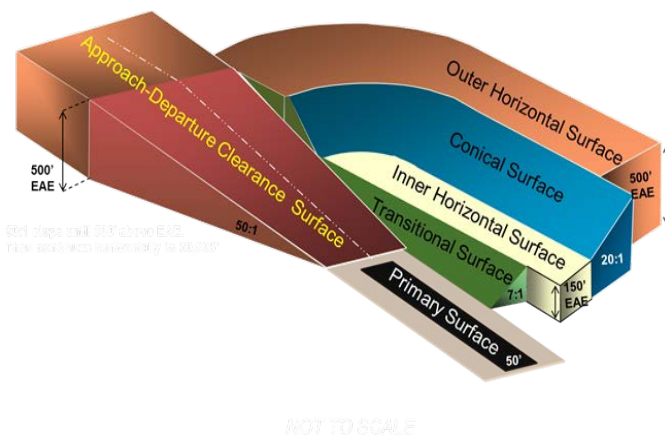 Approach-Departure Clearance Surface
Outer Horizontal Surface
Conical Surface
Inner Horizontal Surface
Transitional Surface
Primary Surface
500'
EAE
50:1
500'
EAE
20:1
150'
EAE
7:1
50'
NOT TO SCALE